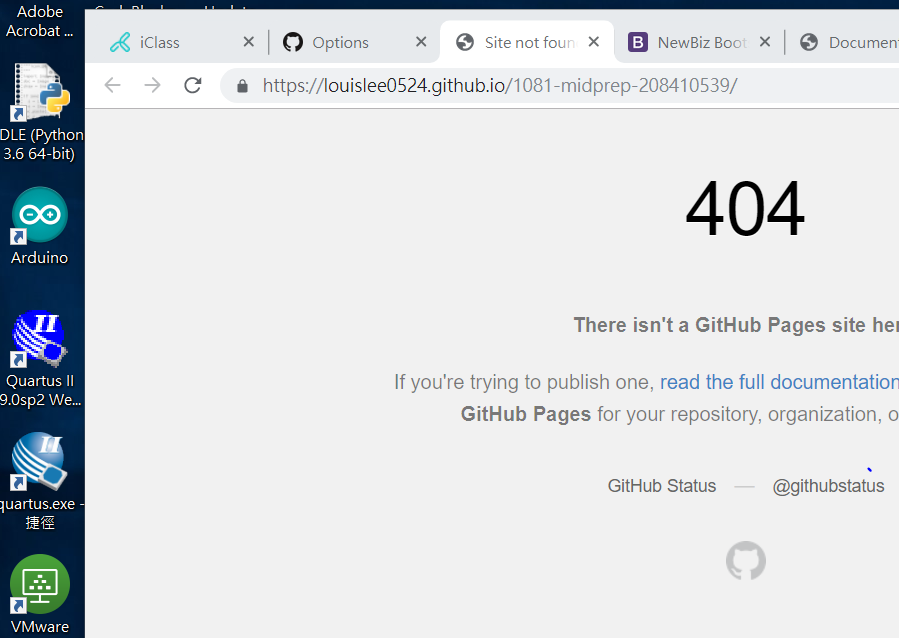 Adobe
Acrobat ...
iClass
Options
Site not foun
NewBiz Boot
Documen
https://louislee0524.github.io/1081-midprep-208410539/
DLE (Python
3.6 64-bit)
Arduino
II
Quartus II
9.0sp2 We...
II
quartus.exe -
捷徑
VMware
404
There isn't a GitHub Pages site her
If you're trying to publish one, read the full documentation
GitHub Pages for your repository, organization, o
GitHub Status — @githubstatus